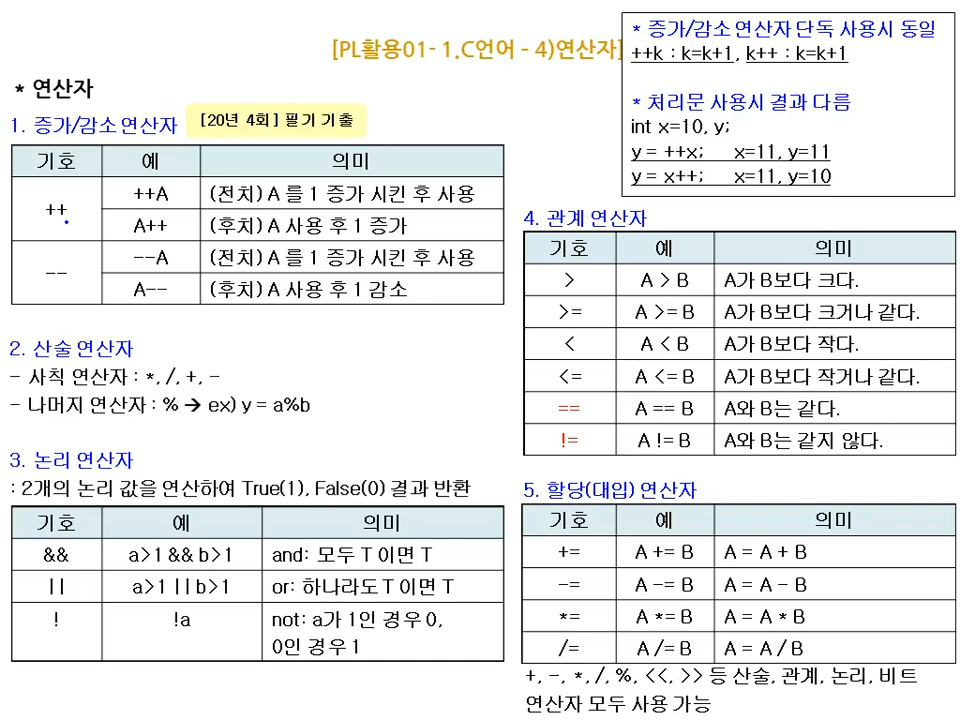 [PL활용01- 1.C언어 - 4)연산자]
* 증가/감소 연산자 단독 사용시 동일
++k : k=k+1, k++ : k=k+1
* 처리문 사용시 결과 다름
int x=10, y;
y = ++x; x=11, y=11
y = x++; x=11, y=10
* 연산자
1. 증가/감소 연산자 [20년 4회] 필기 기출
기호 예 의미
++ ++A (전치) A 를 1 증가 시킨 후 사용
A++ (후치) A 사용 후 1 증가
-- --A (전치) A 를 1 증가 시킨 후 사용
A-- (후치) A 사용 후 1 감소
2. 산술 연산자
- 사칙 연산자 : *, /, +, -
- 나머지 연산자 : % → ex) y = a%b
3. 논리 연산자
: 2개의 논리 값을 연산하여 True(1), False(0) 결과 반환
기호 예 의미
&& a>1 && b>1 and: 모두 T 이면 T
|| a>1 || b>1 or: 하나라도 T 이면 T
! !a not: a가 1인 경우 0,
0인 경우 1
4. 관계 연산자
기호 예 의미
> A > B A가 B보다 크다.
>= A >= B A가 B보다 크거나 같다.
< A < B A가 B보다 작다.
<= A <= B A가 B보다 작거나 같다.
== A == B A와 B는 같다.
!= A != B A와 B는 같지 않다.
5. 할당(대입) 연산자
기호 예 의미
+= A += B A = A + B
-= A -= B A = A - B
*= A *= B A = A * B
/= A /= B A = A / B
+, -, *, /, %, <<, >> 등 산술, 관계, 논리, 비트
연산자 모두 사용 가능